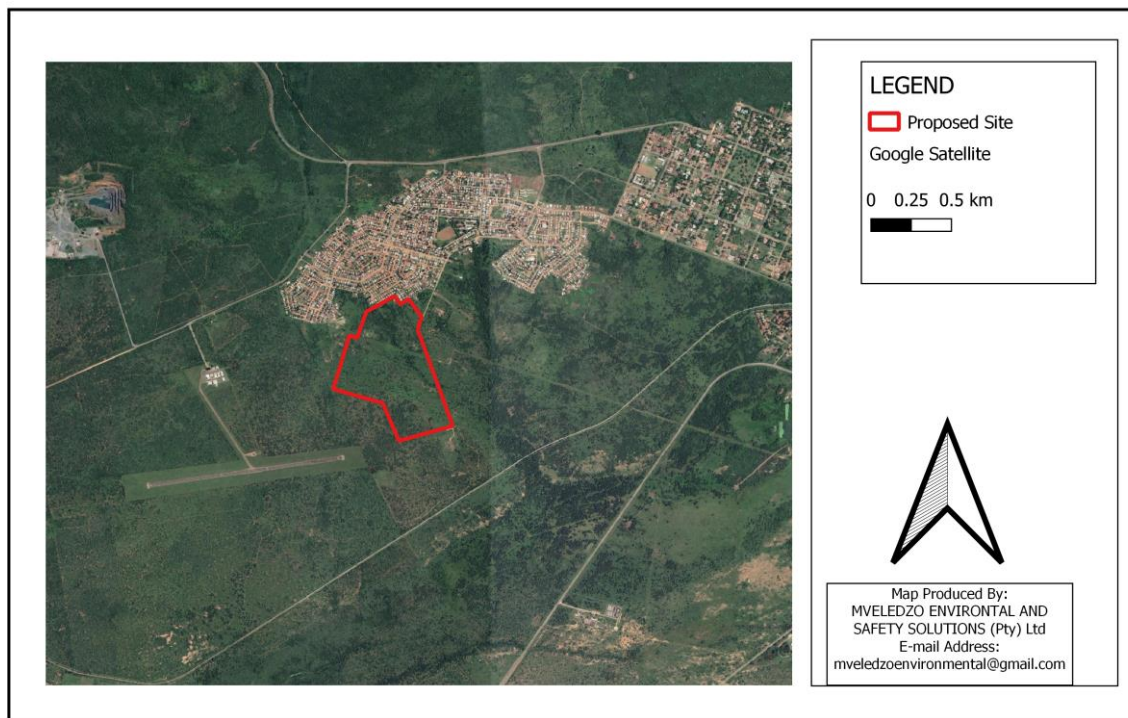 LEGEND
Proposed Site
Google Satellite
0 0.25 0.5 km
Map Produced By:
MVELEDZO ENVIRONTAL AND
SAFETY SOLUTIONS (Pty) Ltd
E-mail Address:
mveledzoenvironmental@gmail.com